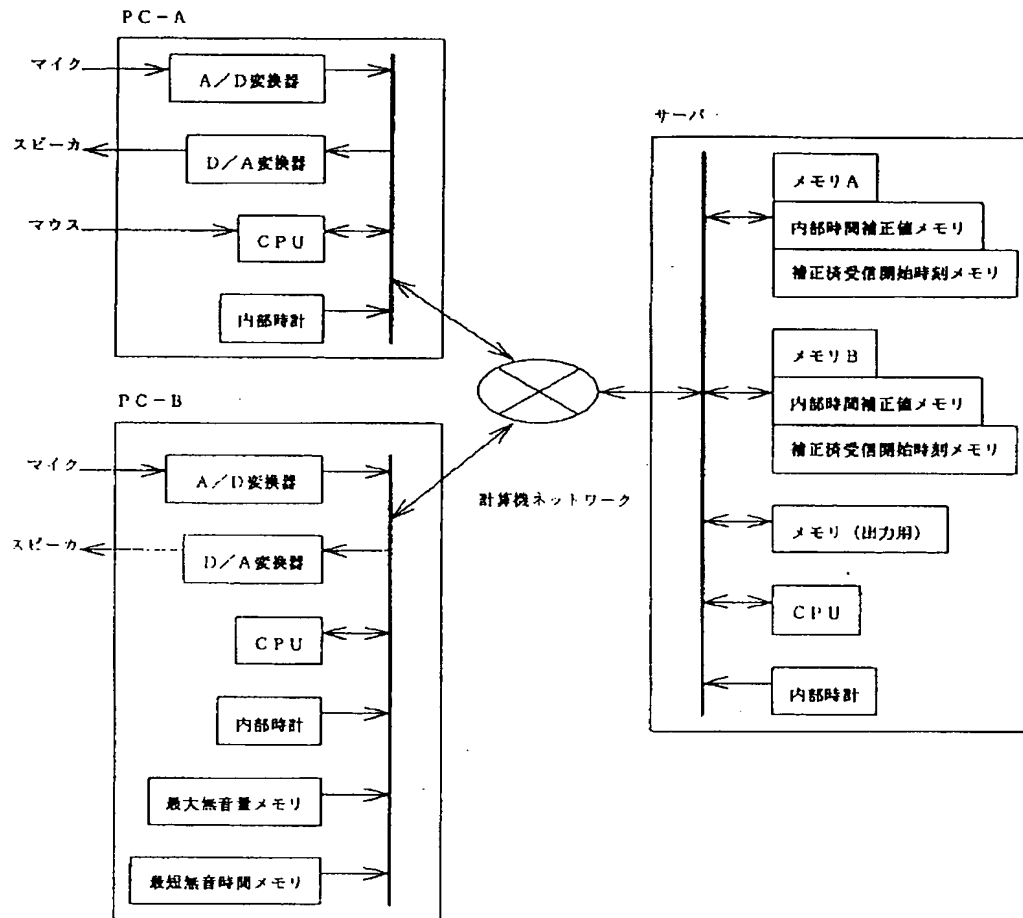 PC-A
マイク
A/D変換器
スピーカ
D/A変換器
マウス
CPU
内部時計
PC-B
マイク
A/D変換器
スピーカ
D/A変換器
CPU
内部時計
最大無音量メモリ
最短無音時間メモリ
計算機ネットワーク
サーバ
メモリA
内部時間補正値メモリ
補正済受信開始時刻メモリ
メモリB
内部時間補正値メモリ
補正済受信開始時刻メモリ
メモリ(出力用)
CPU
内部時計